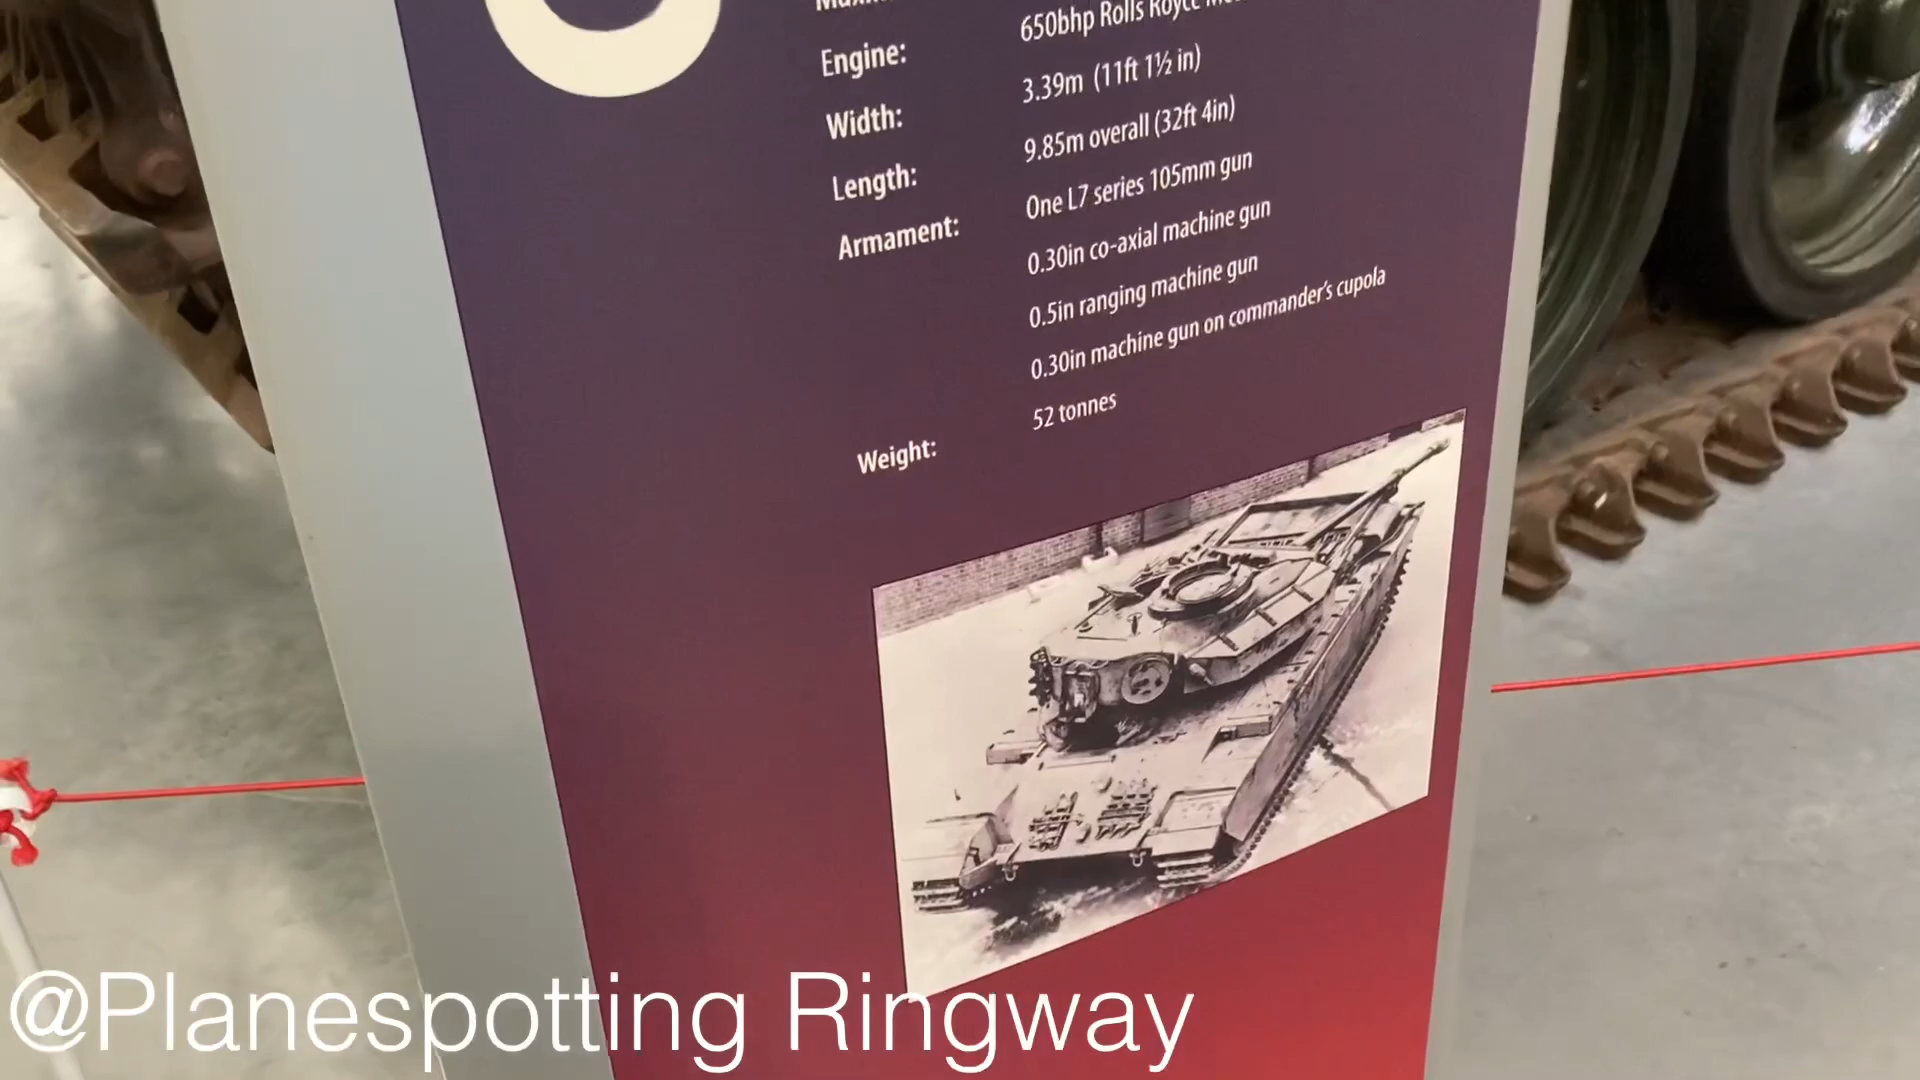 Engine: 650bhp Rolls Royce
Width: 3.39m (11ft 1½ in)
Length: 9.85m overall (32ft 4in)
Armament: One L7 series 105mm gun
0.30in co-axial machine gun
0.5in ranging machine gun
0.30in machine gun on commander's cupola
Weight: 52 tonnes
@Planespotting Ringway